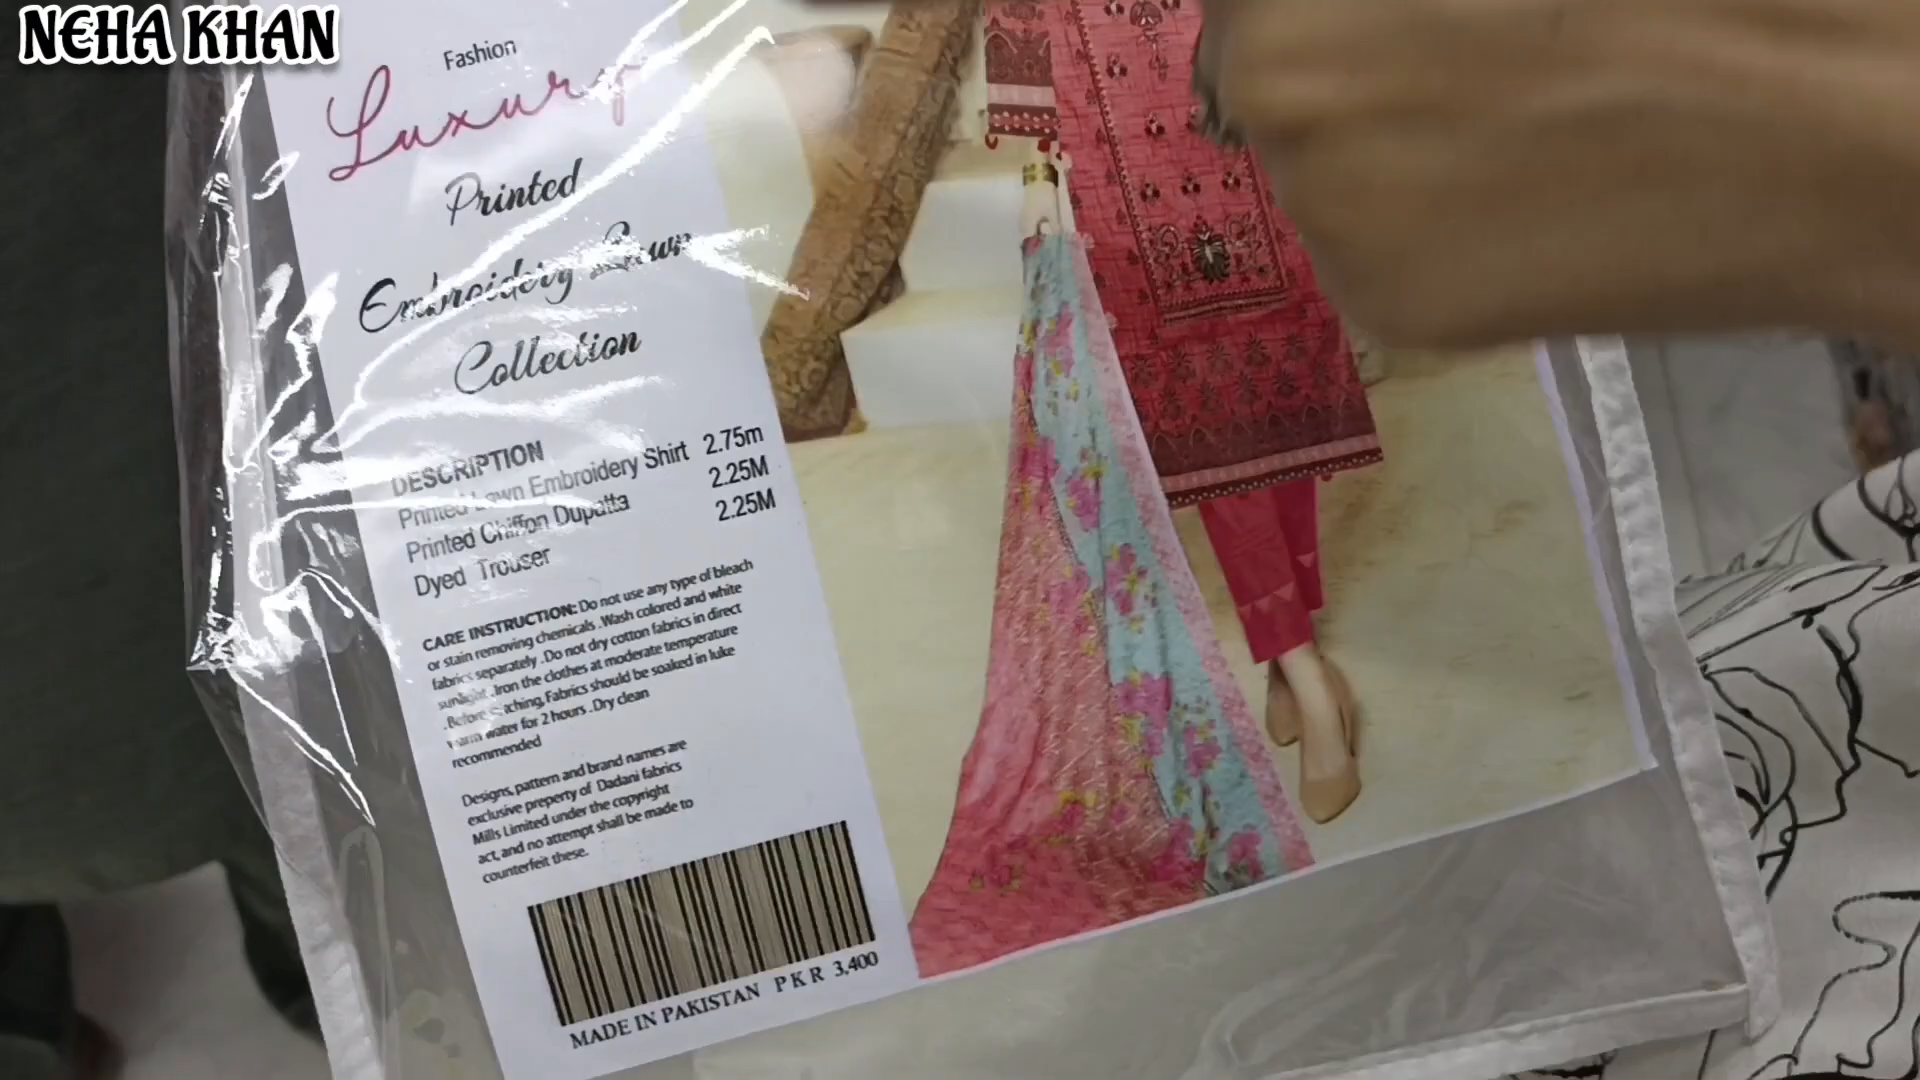 NEHA KHAN
Fashion
Luxury
Printed
Embroidery Lawn
Collection
DESCRIPTION
Printed Lawn Embroidery Shirt 2.75m
Printed Chiffon Dupatta 2.25M
Dyed Trouser 2.25M
CARE INSTRUCTION: Do not use any type of bleach
or stain removing chemicals .Wash colored and white
fabrics separately .Do not dry cotton fabrics in direct
sunlight .Iron the clothes at moderate temperature
.Before Fabrics should be soaked in luke
warm water for 2 hours .Dry clean
recommended
Designs, pattern and brand names are
exclusive preperty of Dadani fabrics
Mills Limited under the copyright
act, and no attempt shall be made to
counterfeit these.
MADE IN PAKISTAN PKR 3,400